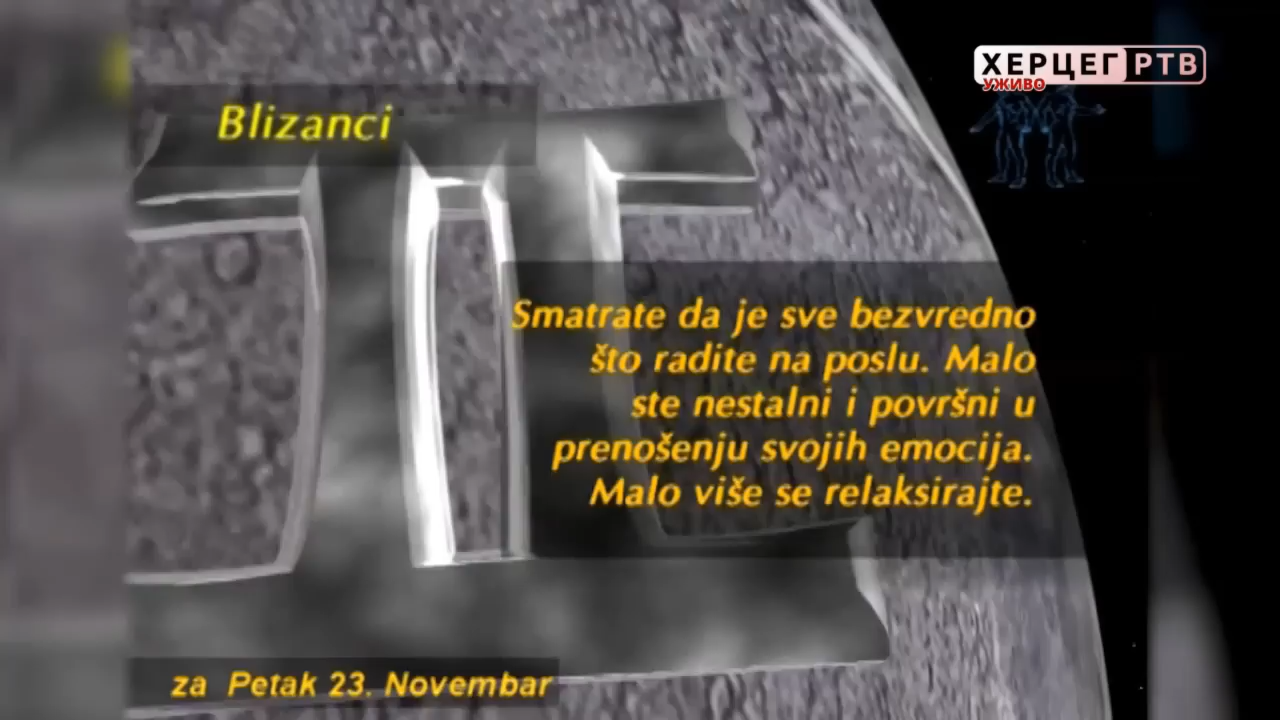 ХЕРЦЕГ РТВ
УЖИВО
Blizanci
Smatrate da je sve bezvredno
što radite na poslu. Malo
ste nestalni i površni u
prenošenju svojih emocija.
Malo više se relaksirajte.
za Petak 23. Novembar